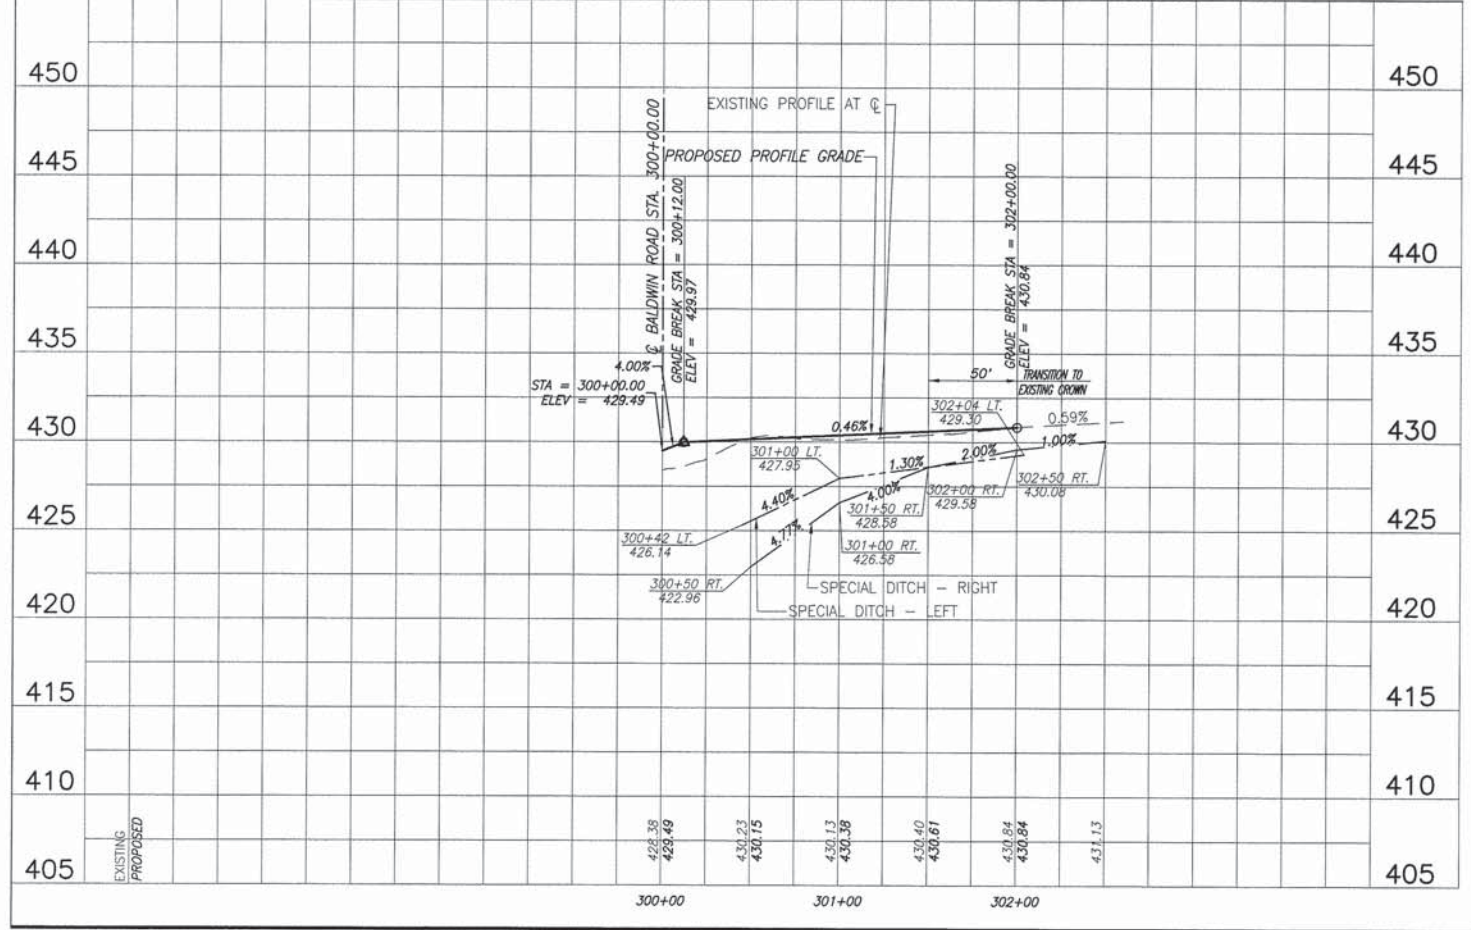 450
450
EXISTING PROFILE AT ℄
PROPOSED PROFILE GRADE
445
445
℄ BALDWIN ROAD STA. 300+00.00
GRADE BREAK STA = 300+12.00
ELEV = 429.97
GRADE BREAK STA = 302+00.00
ELEV = 430.84
440
440
435
435
4.00%
STA = 300+00.00
ELEV = 429.49
50'
TRANSITION TO
EXISTING CROWN
302+04 LT.
429.30
0.59%
430
430
0.46%
1.00%
301+00 LT.
427.95
1.30%
2.00%
4.40%
4.00%
302+00 RT.
429.58
302+50 RT.
430.08
301+50 RT.
428.58
425
425
4.77%
300+42 LT.
426.14
301+00 RT.
426.58
300+50 RT.
422.96
SPECIAL DITCH – RIGHT
SPECIAL DITCH – LEFT
420
420
415
415
410
410
EXISTING
PROPOSED
428.38
429.49
430.23
430.15
430.13
430.38
430.40
430.61
430.84
430.84
431.13
405
405
300+00
301+00
302+00